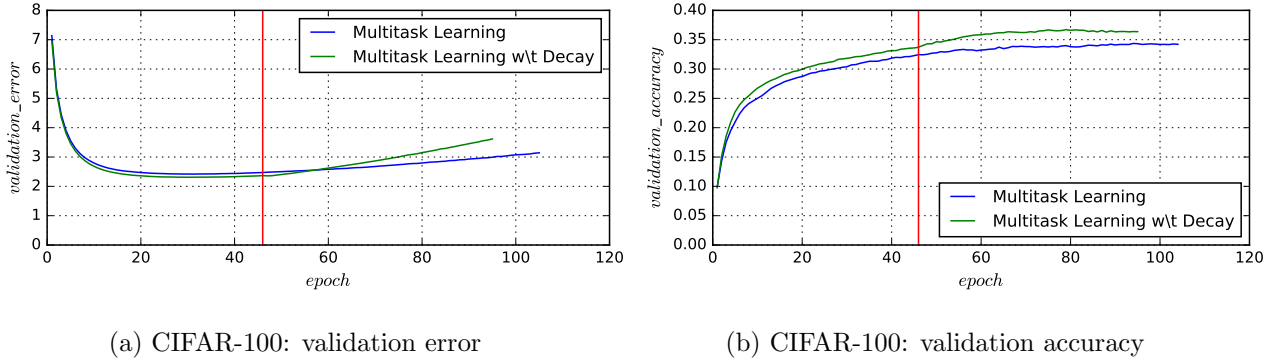 8
7
6
5
4
3
2
1
0
validation_error
0 20 40 60 80 100 120
epoch
Multitask Learning
Multitask Learning w\t Decay
(a) CIFAR-100: validation error
0.40
0.35
0.30
0.25
0.20
0.15
0.10
0.05
0.00
validation_accuracy
0 20 40 60 80 100 120
epoch
Multitask Learning
Multitask Learning w\t Decay
(b) CIFAR-100: validation accuracy